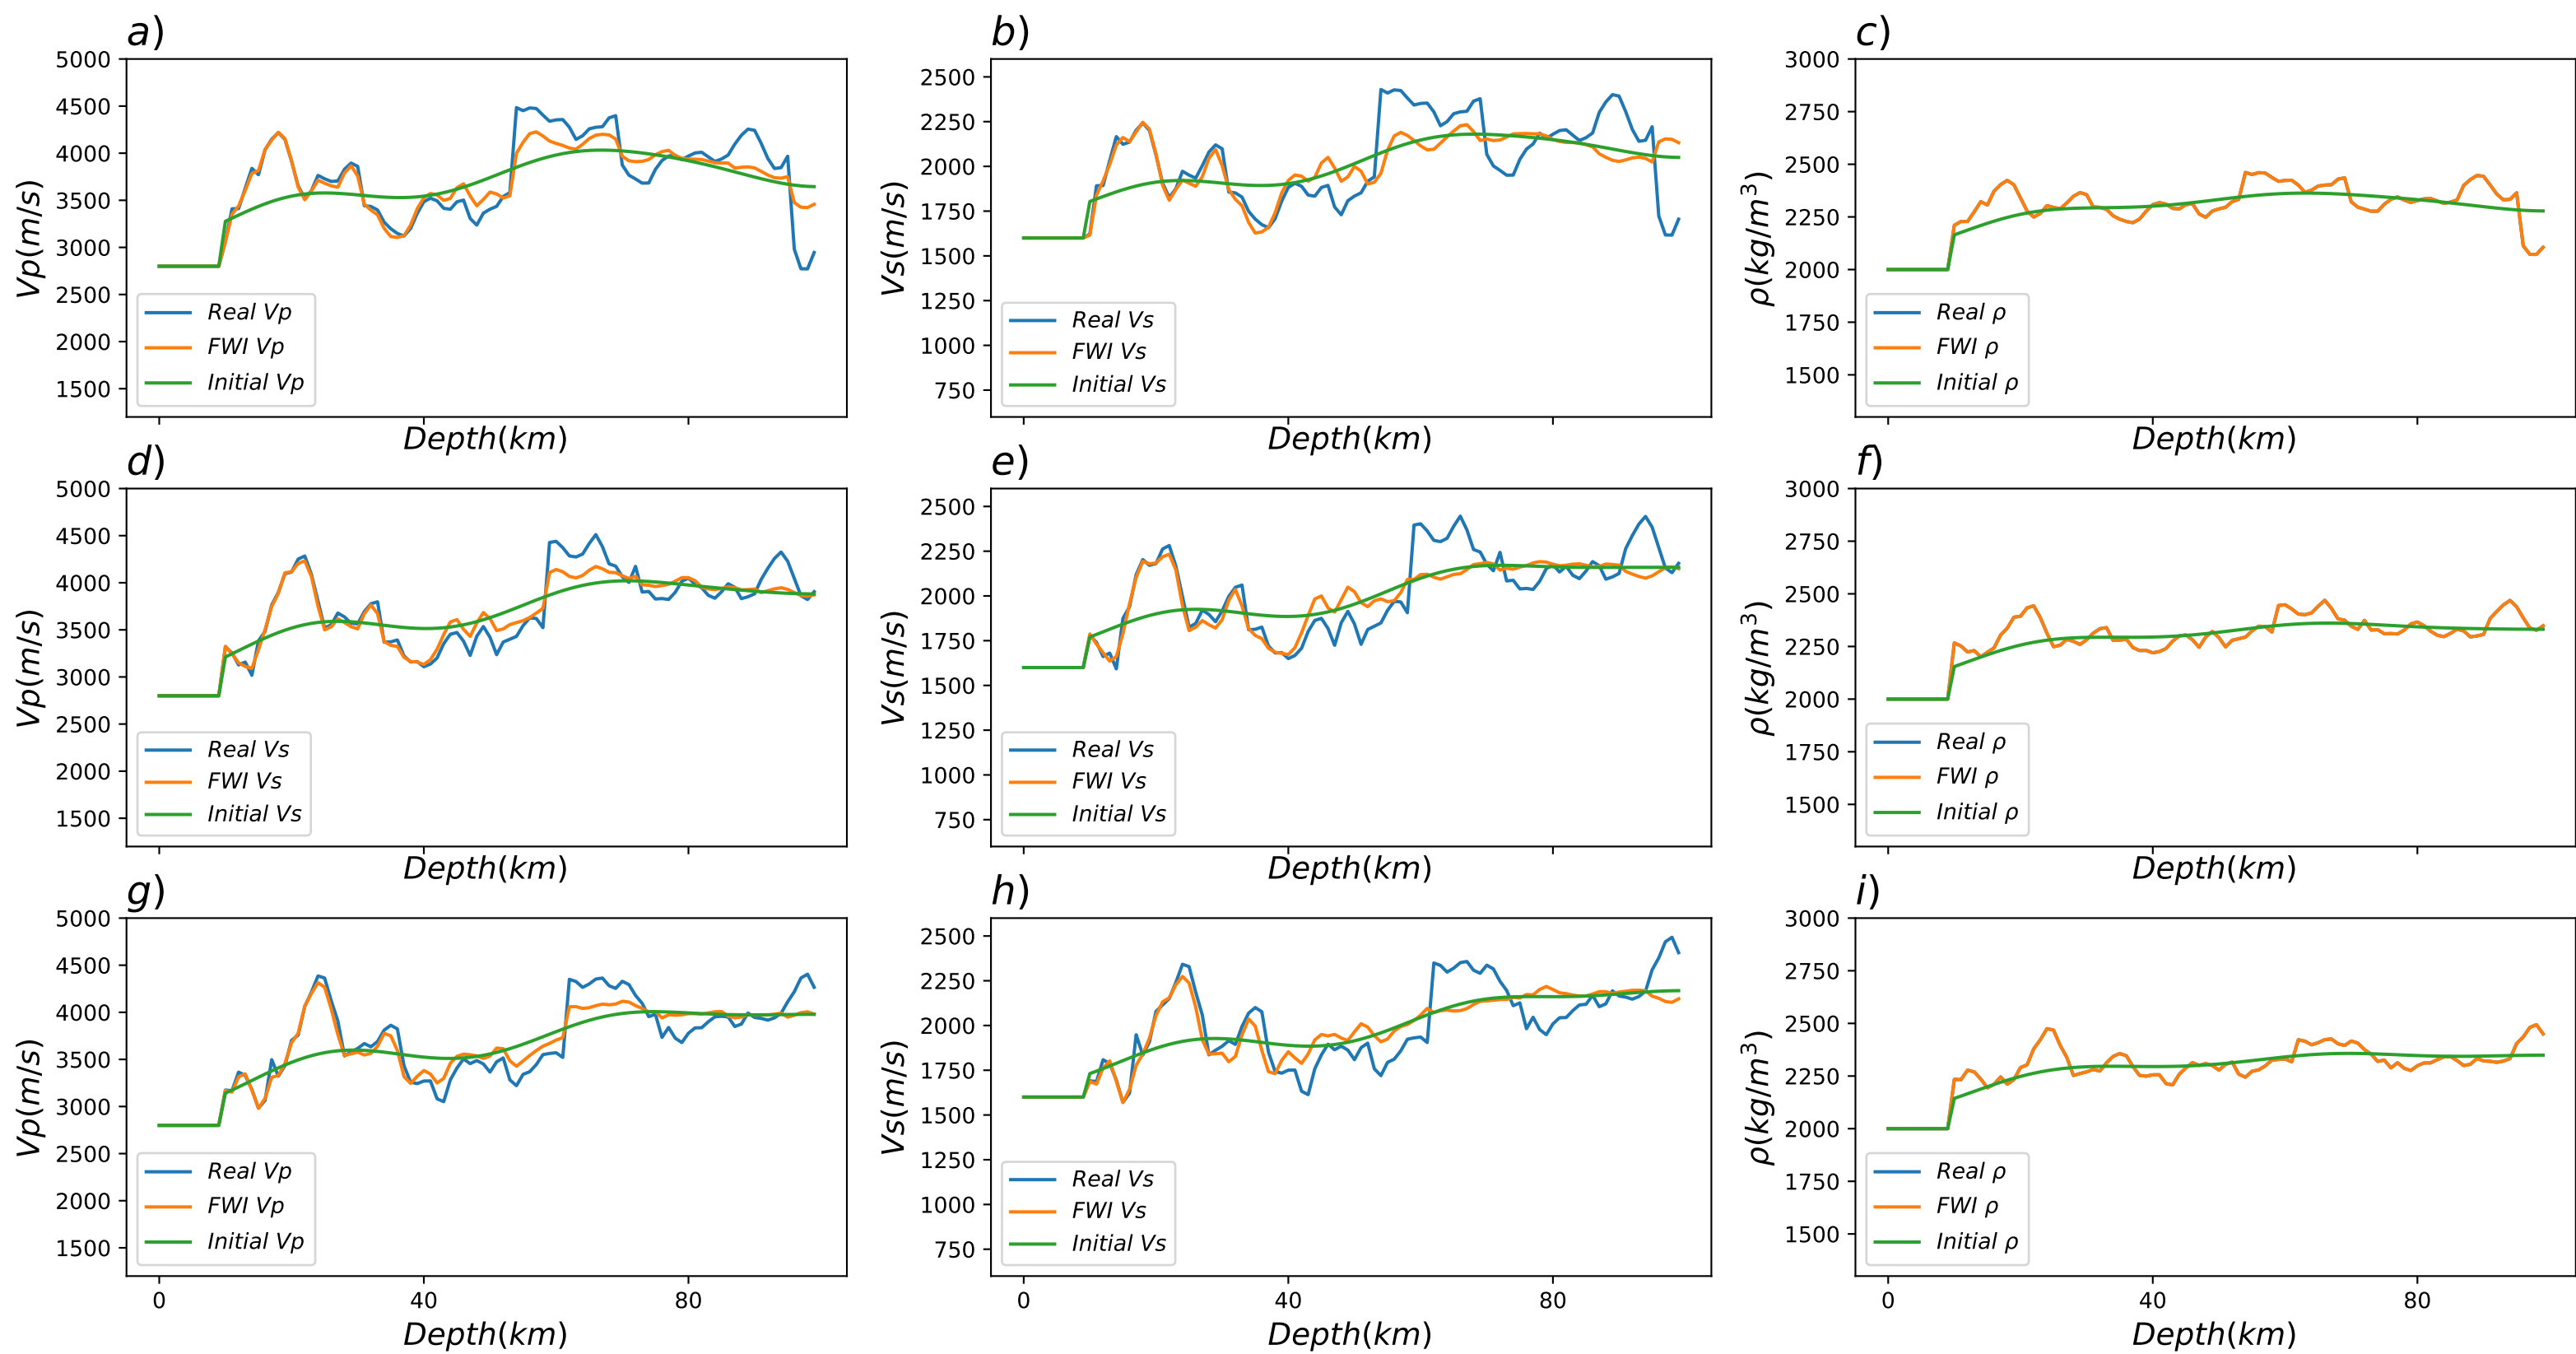 a)
5000
4500
4000
3500
3000
2500
2000
1500
Vp(m/s)
Real Vp
FWI Vp
Initial Vp
Depth(km)
b)
2500
2250
2000
1750
1500
1250
1000
750
Vs(m/s)
Real Vs
FWI Vs
Initial Vs
Depth(km)
c)
3000
2750
2500
2250
2000
1750
1500
ρ(kg/m³)
Real ρ
FWI ρ
Initial ρ
Depth(km)
d)
5000
4500
4000
3500
3000
2500
2000
1500
Vp(m/s)
Real Vs
FWI Vs
Initial Vs
Depth(km)
e)
2500
2250
2000
1750
1500
1250
1000
750
Vs(m/s)
Real Vs
FWI Vs
Initial Vs
Depth(km)
f)
3000
2750
2500
2250
2000
1750
1500
ρ(kg/m³)
Real ρ
FWI ρ
Initial ρ
Depth(km)
g)
5000
4500
4000
3500
3000
2500
2000
1500
Vp(m/s)
Real Vp
FWI Vp
Initial Vp
0 40 80
Depth(km)
h)
2500
2250
2000
1750
1500
1250
1000
750
Vs(m/s)
Real Vs
FWI Vs
Initial Vs
0 40 80
Depth(km)
i)
3000
2750
2500
2250
2000
1750
1500
ρ(kg/m³)
Real ρ
FWI ρ
Initial ρ
0 40 80
Depth(km)